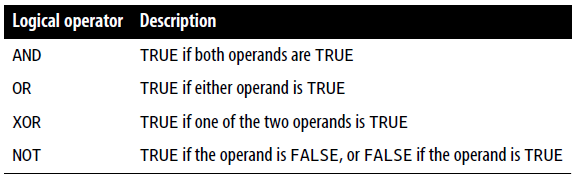 Logical operator Description
AND TRUE if both operands are TRUE
OR TRUE if either operand is TRUE
XOR TRUE if one of the two operands is TRUE
NOT TRUE if the operand is FALSE, or FALSE if the operand is TRUE